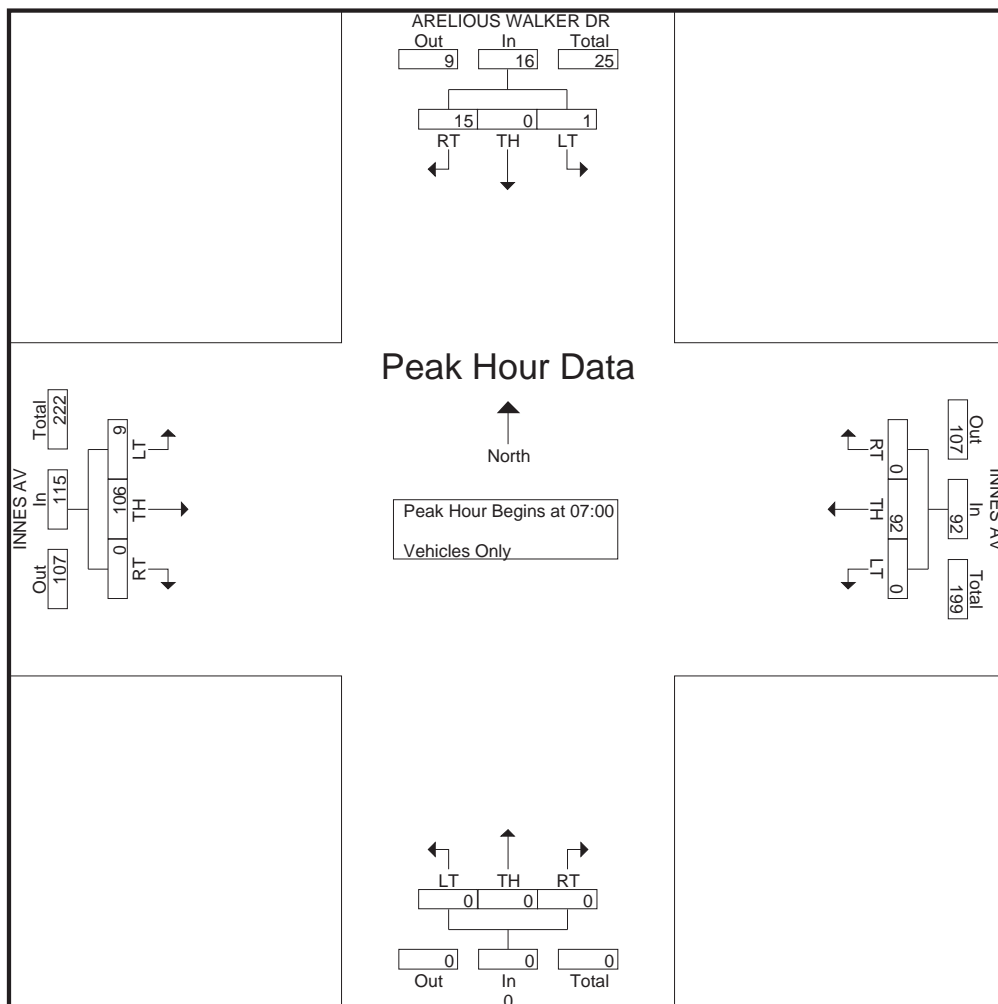 ARELIOUS WALKER DR
Out In Total
9 16 25
15 0 1
RT TH LT
Peak Hour Data
North
Peak Hour Begins at 07:00
Vehicles Only
INNES AV
Total In Out
222 115 107
9 106 0
LT TH RT
INNES AV
Out In Total
107 92 199
0 92 0
RT TH LT
LT TH RT
0 0 0
0 0 0
Out In Total
0